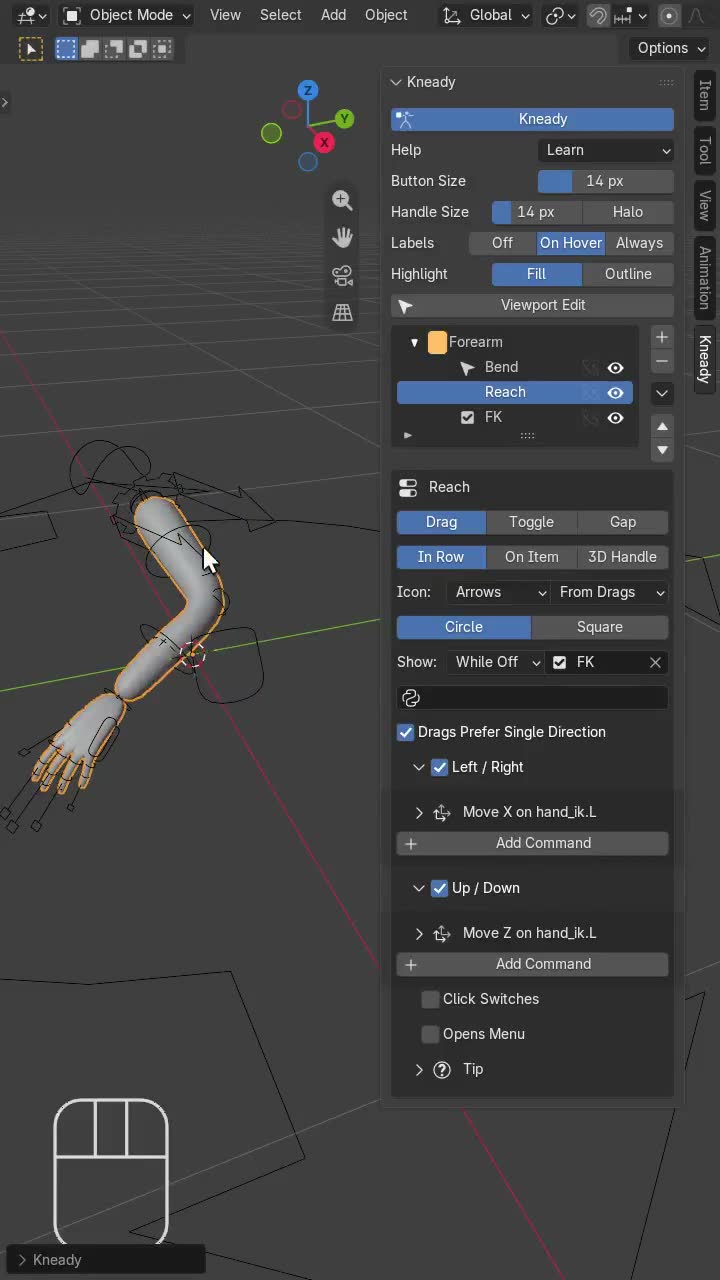 Object Mode View Select Add Object Global
Options
Kneady
Kneady
Help Learn
Button Size 14 px
Handle Size 14 px Halo
Labels Off On Hover Always
Highlight Fill Outline
Viewport Edit
Forearm
Bend
Reach
FK
Reach
Drag Toggle Gap
In Row On Item 3D Handle
Icon: Arrows From Drags
Circle Square
Show: While Off FK
Drags Prefer Single Direction
Left / Right
Move X on hand_ik.L
Add Command
Up / Down
Move Z on hand_ik.L
Add Command
Click Switches
Opens Menu
Tip
Item
Tool
View
Animation
Kneady
Z
Y
X
Kneady